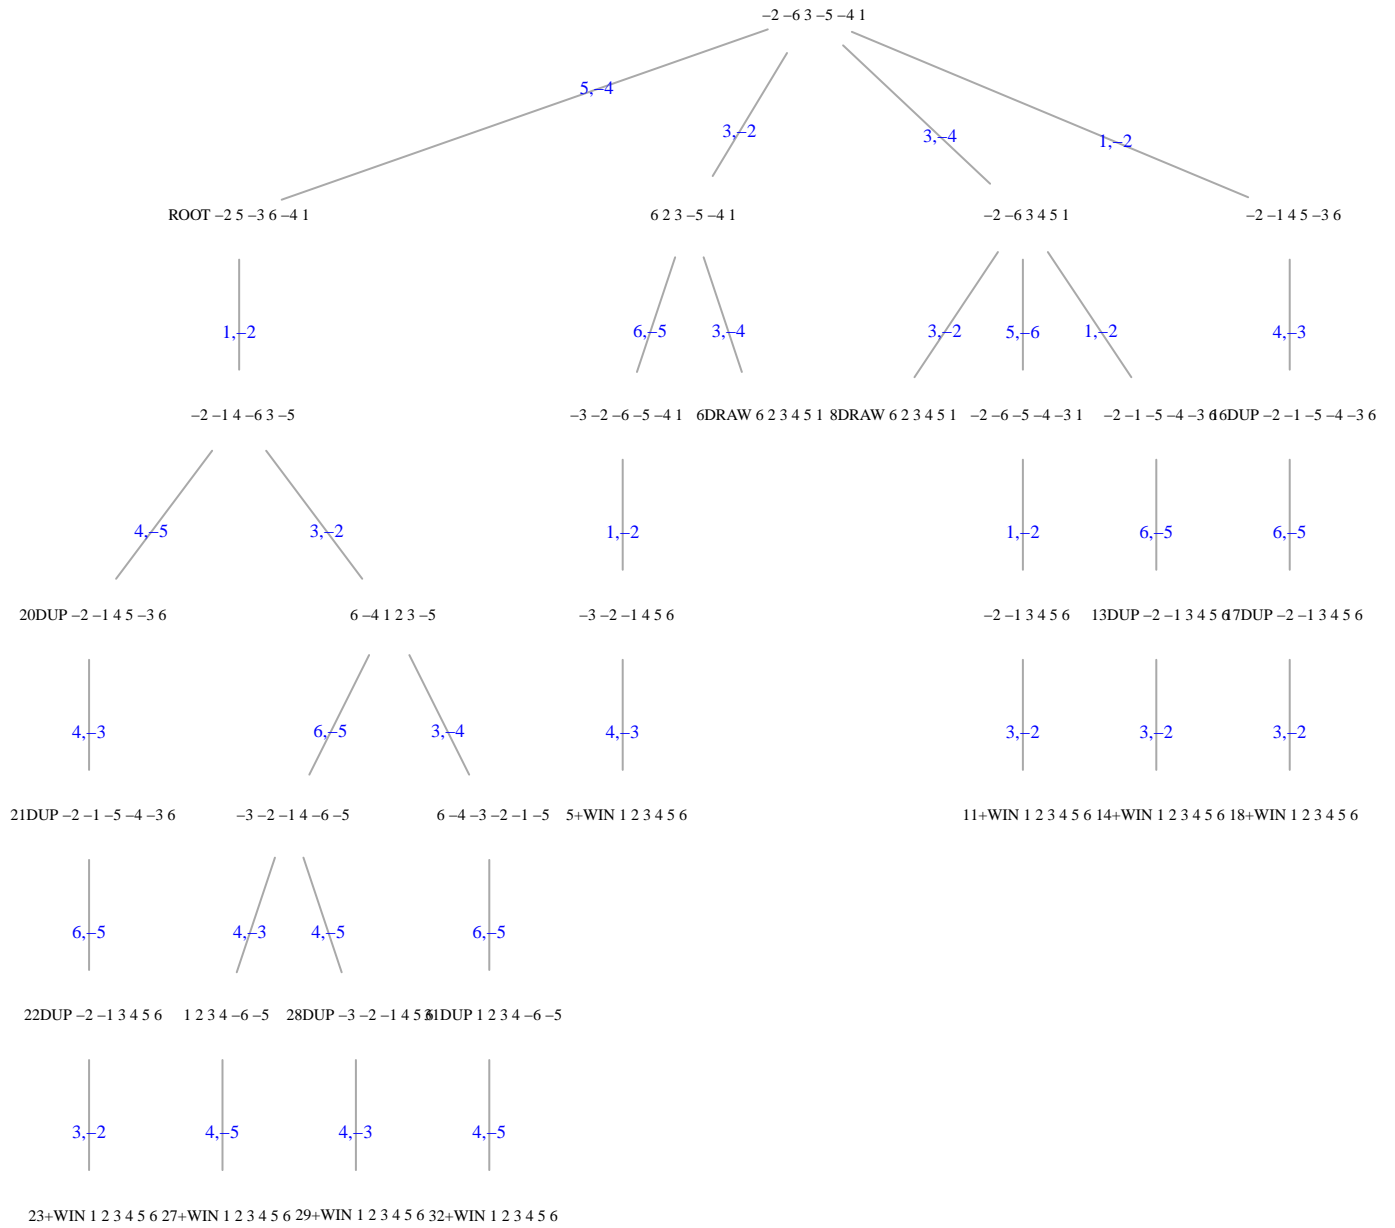 −2 −6 3 −5 −4 1
5,−4
3,−2
3,−4
1,−2
ROOT −2 5 −3 6 −4 1
6 2 3 −5 −4 1
−2 −6 3 4 5 1
−2 −1 4 5 −3 6
1,−2
6,−5
3,−4
3,−2
5,−6
1,−2
4,−3
−2 −1 4 −6 3 −5
−3 −2 −6 −5 −4 1
6DRAW 6 2 3 4 5 1
8DRAW 6 2 3 4 5 1
−2 −6 −5 −4 −3 1
−2 −1 −5 −4 −3 6
16DUP −2 −1 −5 −4 −3 6
4,−5
3,−2
1,−2
1,−2
6,−5
6,−5
20DUP −2 −1 4 5 −3 6
6 −4 1 2 3 −5
−3 −2 −1 4 5 6
−2 −1 3 4 5 6
13DUP −2 −1 3 4 5 6
17DUP −2 −1 3 4 5 6
4,−3
6,−5
3,−4
4,−3
3,−2
3,−2
3,−2
21DUP −2 −1 −5 −4 −3 6
−3 −2 −1 4 −6 −5
6 −4 −3 −2 −1 −5
5+WIN 1 2 3 4 5 6
11+WIN 1 2 3 4 5 6
14+WIN 1 2 3 4 5 6
18+WIN 1 2 3 4 5 6
6,−5
4,−3
4,−5
6,−5
22DUP −2 −1 3 4 5 6
1 2 3 4 −6 −5
28DUP −3 −2 −1 4 5 6
31DUP 1 2 3 4 −6 −5
3,−2
4,−5
4,−3
4,−5
23+WIN 1 2 3 4 5 6
27+WIN 1 2 3 4 5 6
29+WIN 1 2 3 4 5 6
32+WIN 1 2 3 4 5 6